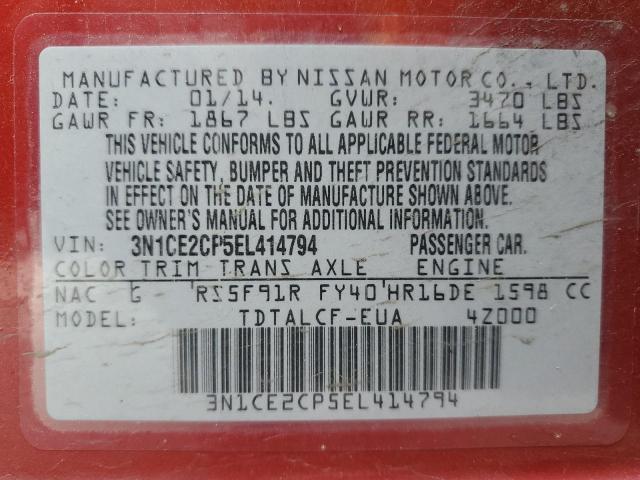 MANUFACTURED BY NISSAN MOTOR CO., LTD.
DATE: 01/14. GVWR: 3470 LBS
GAWR FR: 1867 LBS GAWR RR: 1664 LBS
THIS VEHICLE CONFORMS TO ALL APPLICABLE FEDERAL MOTOR
VEHICLE SAFETY, BUMPER AND THEFT PREVENTION STANDARDS
IN EFFECT ON THE DATE OF MANUFACTURE SHOWN ABOVE.
SEE OWNER'S MANUAL FOR ADDITIONAL INFORMATION.
VIN: 3N1CE2CP5EL414794 PASSENGER CAR.
COLOR TRIM TRANS AXLE ENGINE
NAC G RS5F91R FY40 HR16DE 1598 CC
MODEL: TDTALCF-EUA 4Z000
3N1CE2CP5EL414794